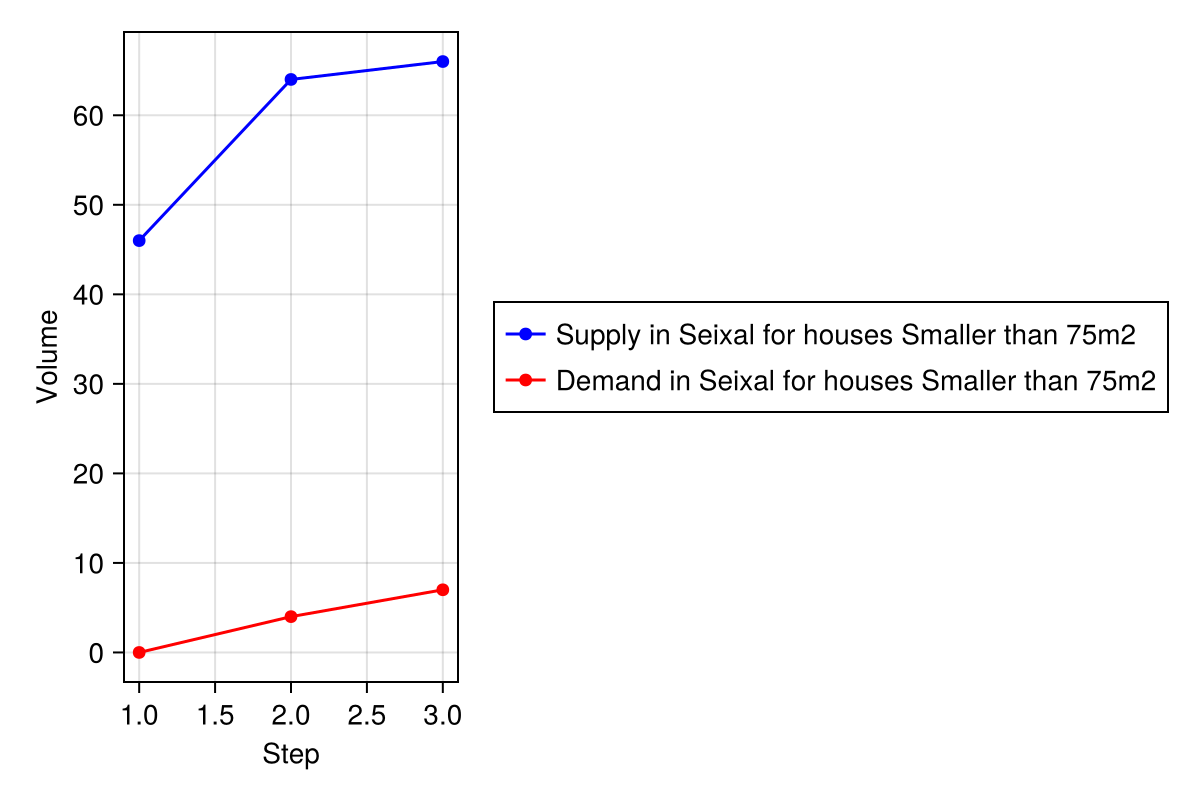 60
50
40
30
20
10
0
Volume
1.0 1.5 2.0 2.5 3.0
Step
Supply in Seixal for houses Smaller than 75m2
Demand in Seixal for houses Smaller than 75m2